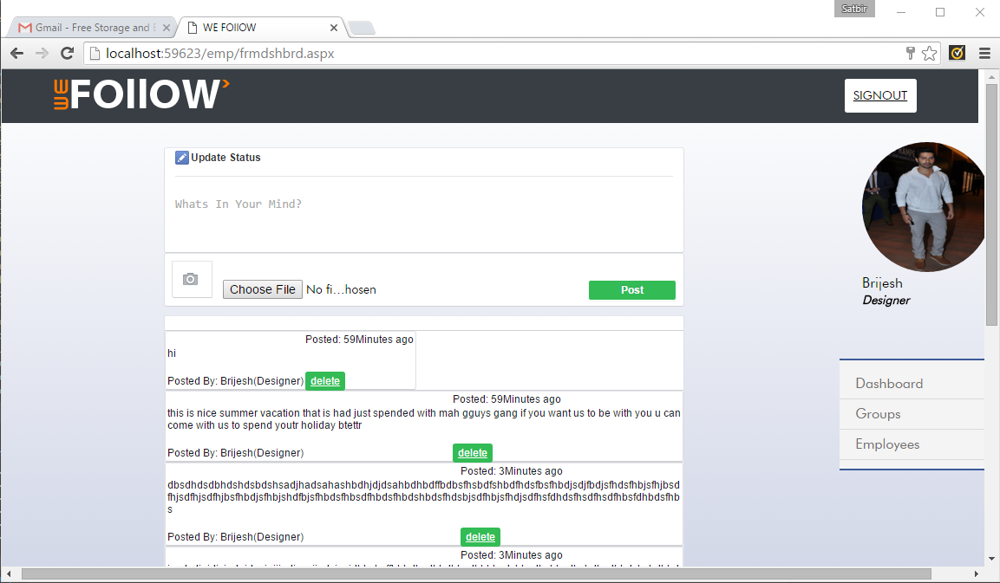 Satbir
Gmail - Free Storage and E
WE FOllOW
localhost:59623/emp/frmdshbrd.aspx
WE FOllOW
SIGNOUT
Update Status
Whats In Your Mind?
Choose File No fi...hosen
Post
Brijesh
Designer
Dashboard
Groups
Employees
Posted: 59Minutes ago
hi
Posted By: Brijesh(Designer) delete
Posted: 59Minutes ago
this is nice summer vacation that is had just spended with mah gguys gang if you want us to be with you u can
come with us to spend youtr holiday btettr
Posted By: Brijesh(Designer) delete
Posted: 3Minutes ago
s
Posted By: Brijesh(Designer) delete
Posted: 3Minutes ago